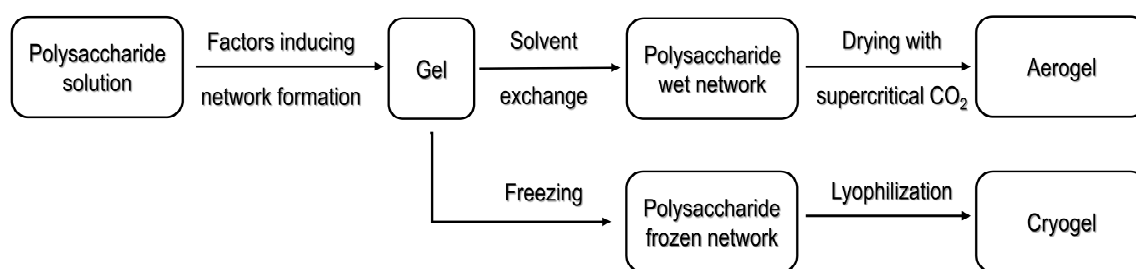 Polysaccharide
solution
Factors inducing
network formation
Gel
Solvent
exchange
Polysaccharide
wet network
Drying with
supercritical CO₂
Aerogel
Freezing
Polysaccharide
frozen network
Lyophilization
Cryogel